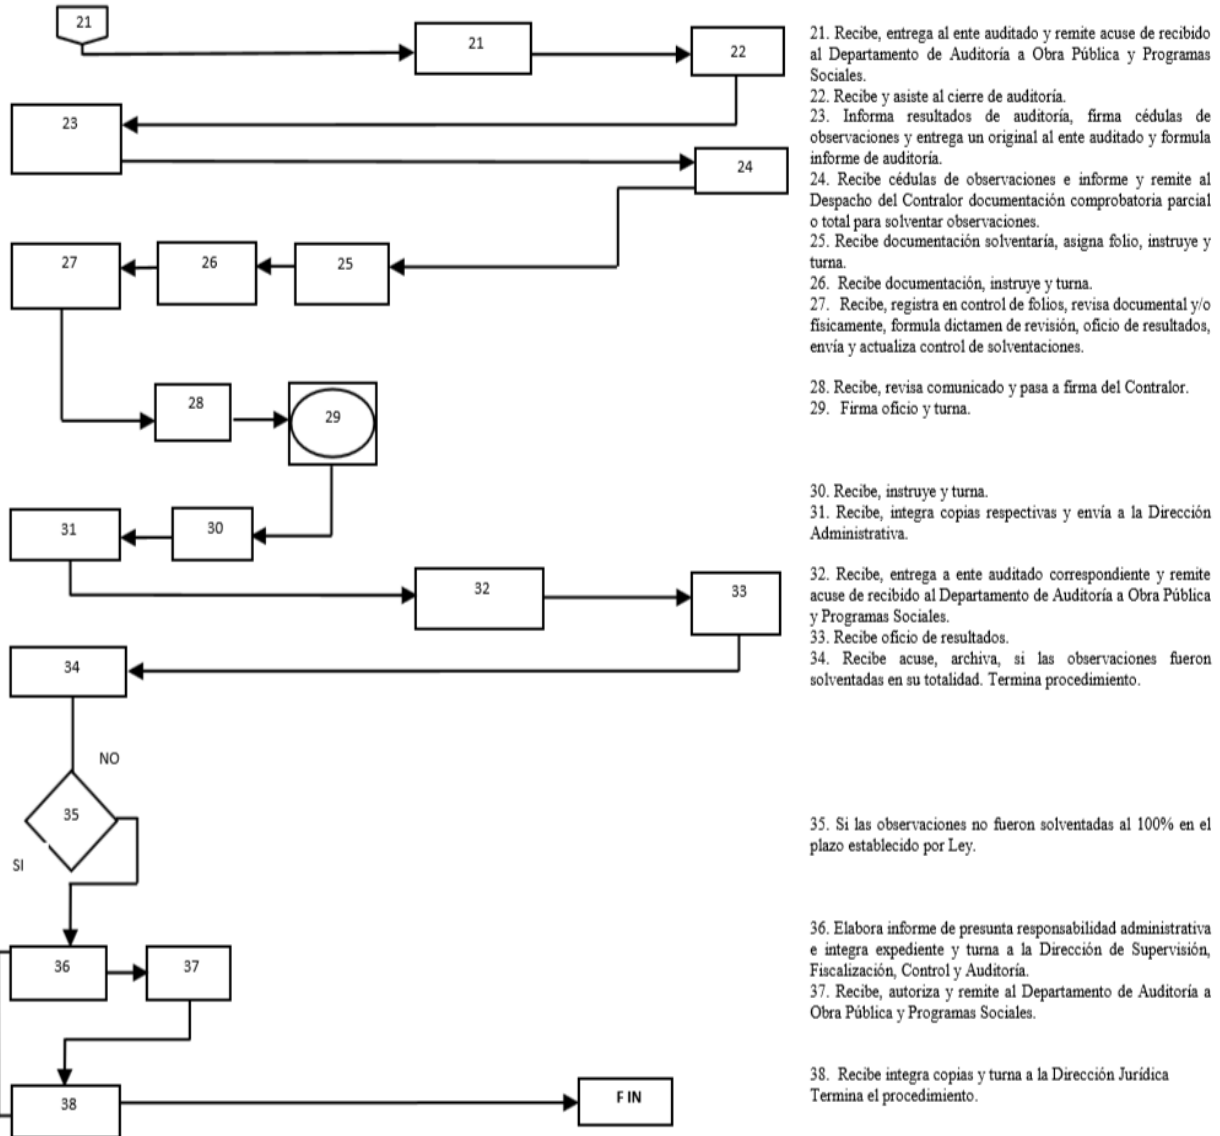 21
21
22
21. Recibe, entrega al ente auditado y remite acuse de recibido
al Departamento de Auditoría a Obra Pública y Programas
Sociales.
22. Recibe y asiste al cierre de auditoría.
23
23. Informa resultados de auditoría, firma cédulas de
observaciones y entrega un original al ente auditado y formula
informe de auditoría.
24
24. Recibe cédulas de observaciones e informe y remite al
Despacho del Contralor documentación comprobatoria parcial
o total para solventar observaciones.
27
26
25
25. Recibe documentación solventaría, asigna folio, instruye y
turna.
26. Recibe documentación, instruye y turna.
27. Recibe, registra en control de folios, revisa documental y/o
físicamente, formula dictamen de revisión, oficio de resultados,
envía y actualiza control de solventaciones.
28
29
28. Recibe, revisa comunicado y pasa a firma del Contralor.
29. Firma oficio y turna.
31
30
30. Recibe, instruye y turna.
31. Recibe, integra copias respectivas y envía a la Dirección
Administrativa.
32
33
32. Recibe, entrega a ente auditado correspondiente y remite
acuse de recibido al Departamento de Auditoría a Obra Pública
y Programas Sociales.
33. Recibe oficio de resultados.
34
34. Recibe acuse, archiva, si las observaciones fueron
solventadas en su totalidad. Termina procedimiento.
NO
35
SI
35. Si las observaciones no fueron solventadas al 100% en el
plazo establecido por Ley.
36
37
36. Elabora informe de presunta responsabilidad administrativa
e integra expediente y turna a la Dirección de Supervisión,
Fiscalización, Control y Auditoría.
37. Recibe, autoriza y remite al Departamento de Auditoría a
Obra Pública y Programas Sociales.
38
F IN
38. Recibe integra copias y turna a la Dirección Jurídica
Termina el procedimiento.